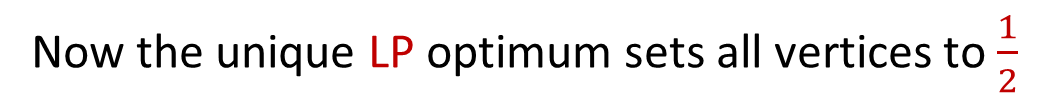 Now the unique LP optimum sets all vertices to 1/2